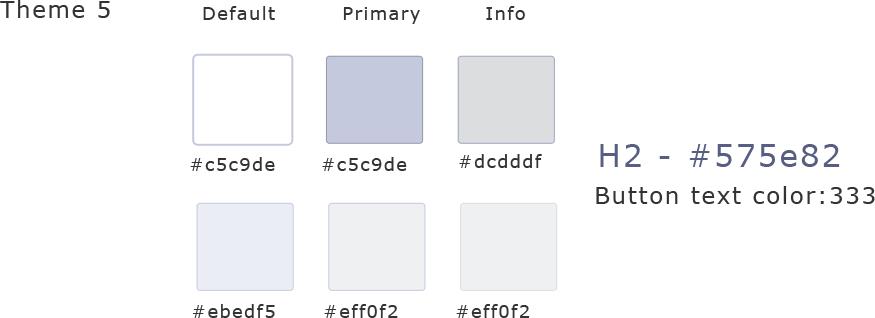 Theme 5
Default Primary Info
#c5c9de #c5c9de #dcdddf
H2 - #575e82
Button text color:333
#ebedf5 #eff0f2 #eff0f2